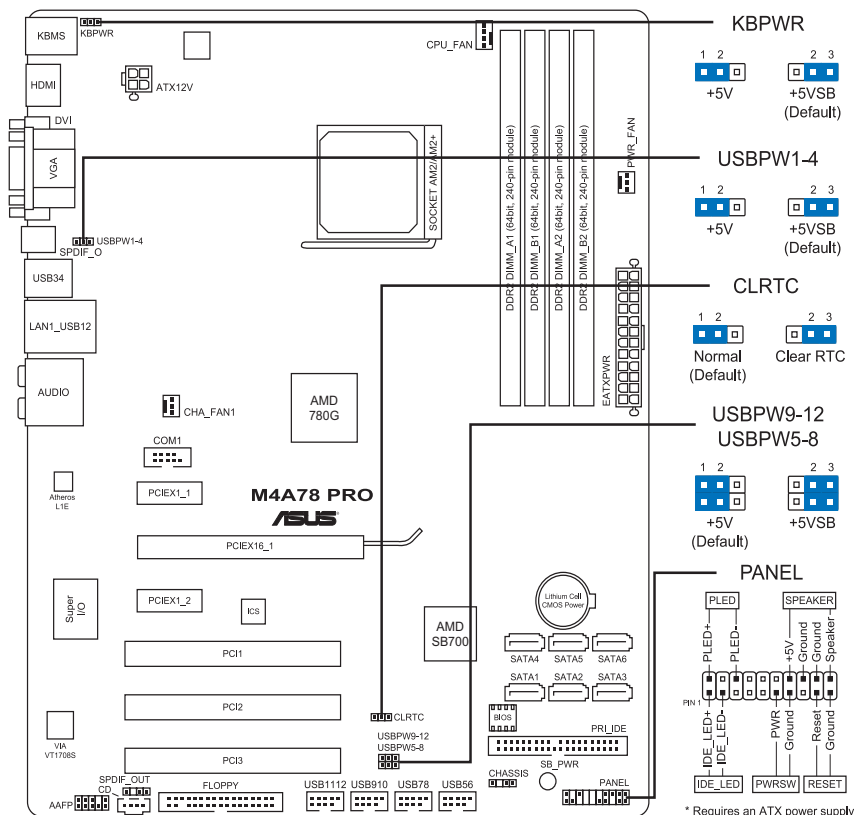 KBMS
KBPWR
CPU_FAN
KBPWR
1 2
2 3
+5V
+5VSB
(Default)
HDMI
ATX12V
DVI
VGA
SOCKET AM2/AM2+
DDR2 DIMM_A1 (64bit, 240-pin module)
DDR2 DIMM_B1 (64bit, 240-pin module)
DDR2 DIMM_A2 (64bit, 240-pin module)
DDR2 DIMM_B2 (64bit, 240-pin module)
PWR_FAN
USBPW1-4
1 2
2 3
+5V
+5VSB
(Default)
USBPW1-4
SPDIF_O
USB34
LAN1_USB12
AUDIO
EATXPWR
CLRTC
1 2
2 3
Normal
(Default)
Clear RTC
CHA_FAN1
AMD
780G
USBPW9-12
USBPW5-8
1 2
2 3
+5V
(Default)
+5VSB
COM1
Atheros
L1E
PCIEX1_1
M4A78 PRO
ASUS
PCIEX16_1
Super
I/O
PCIEX1_2
ICS
AMD
SB700
Lithium Cell
CMOS Power
PCI1
SATA4
SATA5
SATA6
SATA1
SATA2
SATA3
PCI2
CLRTC
BIOS
PRI_IDE
VIA
VT1708S
USBPW9-12
USBPW5-8
PCI3
SB_PWR
CHASSIS
PANEL
SPDIF_OUT
CD
AAFP
FLOPPY
USB1112
USB910
USB78
USB56
PANEL
PLED
SPEAKER
PLED+
PLED-
+5V
Ground
Ground
Speaker
PIN 1
IDE_LED+
IDE_LED-
PWR
Ground
Reset
Ground
IDE_LED
PWRSW
RESET
* Requires an ATX power supply